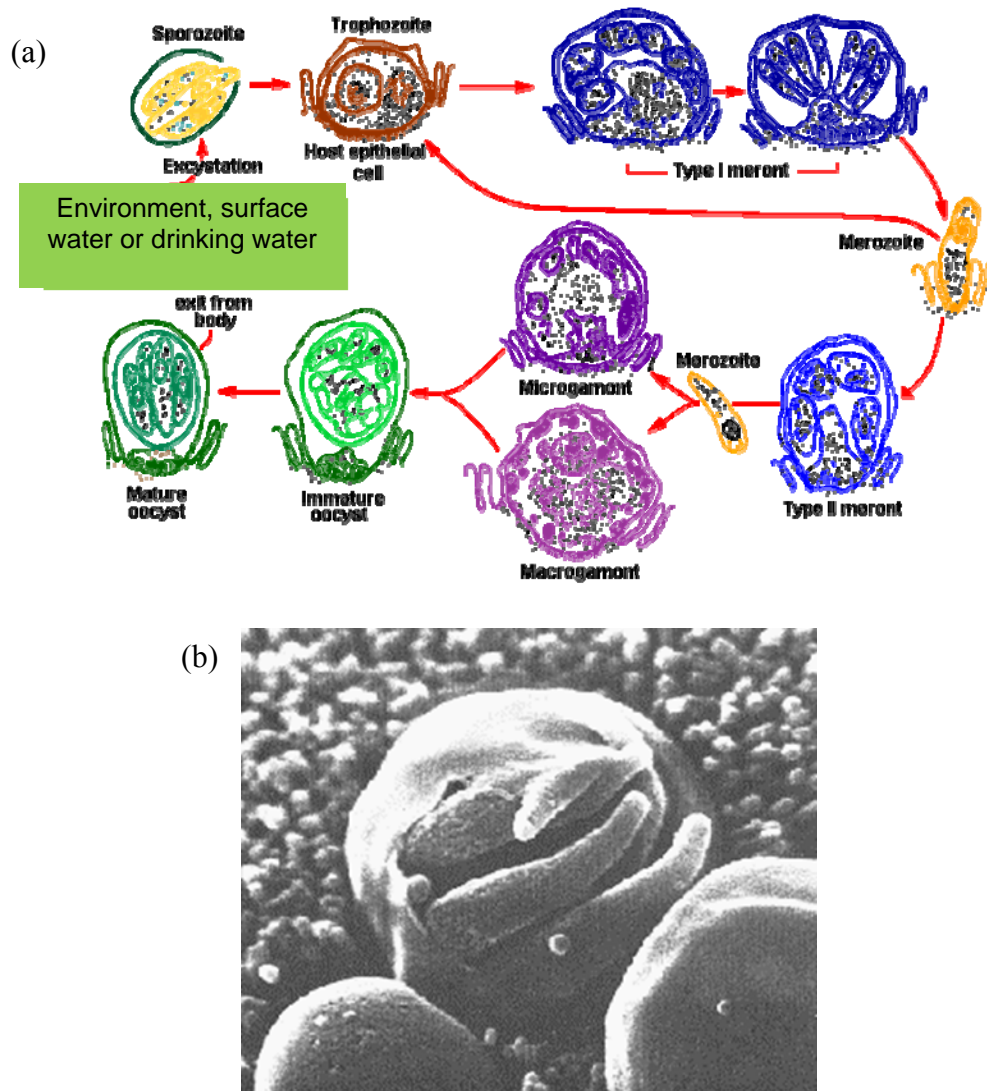 (a)
Sporozoite
Trophozoite
Excystation
Host epithelial
cell
Type I meront
Environment, surface
water or drinking water
Merozoite
exit from
body
Merozoite
Microgamont
Mature
oocyst
Immature
oocyst
Type II meront
Macrogamont
(b)